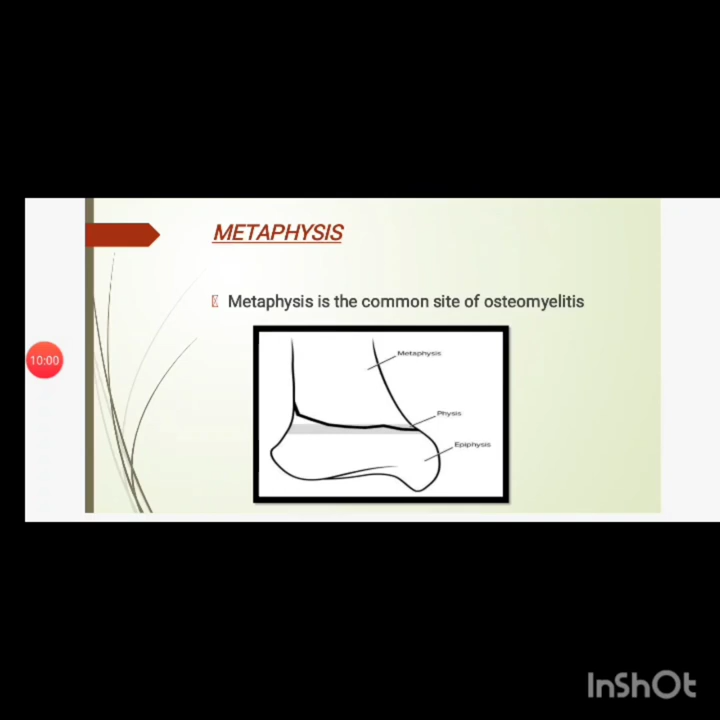 METAPHYSIS
Metaphysis is the common site of osteomyelitis
Metaphysis
Physis
Epiphysis
10:00
InShOt